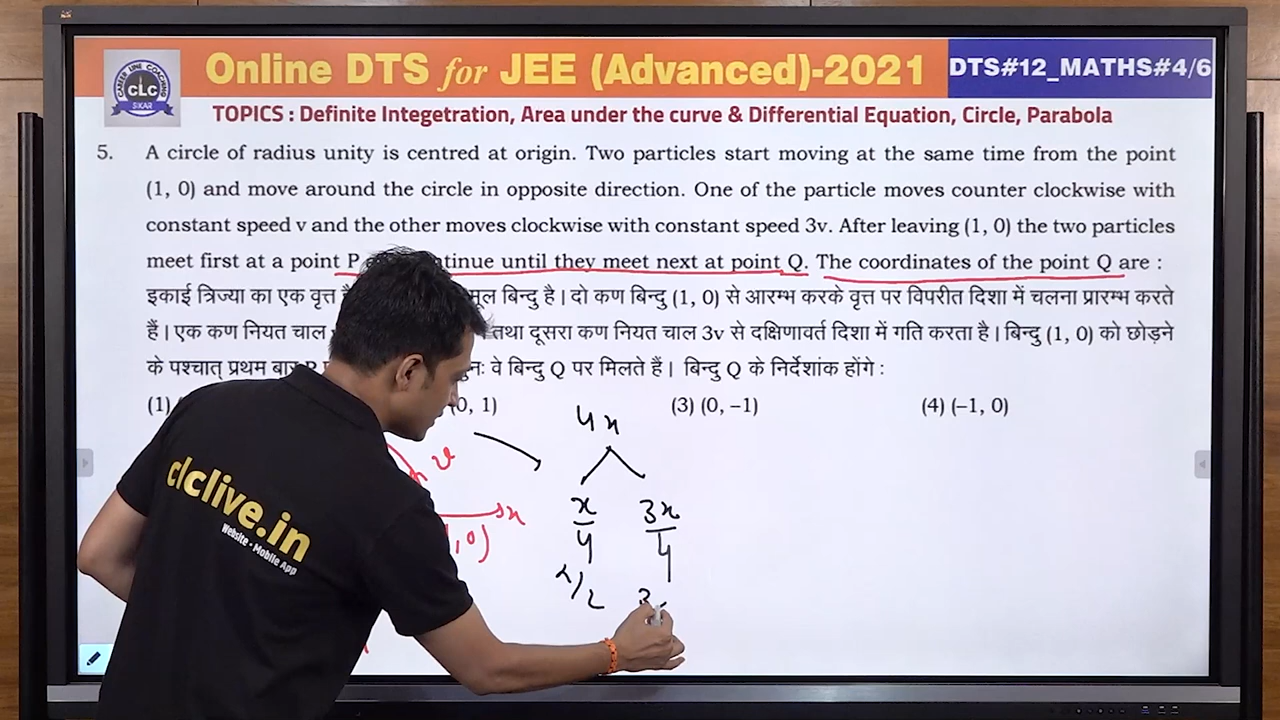 CAREER LINE COACHING
CLC
SIKAR
Online DTS for JEE (Advanced)-2021
DTS#12_MATHS#4/6
TOPICS : Definite Integetration, Area under the curve & Differential Equation, Circle, Parabola
5. A circle of radius unity is centred at origin. Two particles start moving at the same time from the point
(1, 0) and move around the circle in opposite direction. One of the particle moves counter clockwise with
constant speed v and the other moves clockwise with constant speed 3v. After leaving (1, 0) the two particles
meet first at a point P continue until they meet next at point Q. The coordinates of the point Q are :
इकाई त्रिज्या का एक वृत्त मूल बिन्दु है। दो कण बिन्दु (1, 0) से आरम्भ करके वृत्त पर विपरीत दिशा में चलना प्रारम्भ करते
हैं। एक कण नियत चाल तथा दूसरा कण नियत चाल 3v से दक्षिणावर्त दिशा में गति करता है। बिन्दु (1, 0) को छोड़ने
के पश्चात् प्रथम बार वे बिन्दु Q पर मिलते हैं। बिन्दु Q के निर्देशांक होंगे :
(1) (0, 1) (3) (0, –1) (4) (–1, 0)
4x
v
x/4 3x/4
x
,0)
clclive.in
Website - Mobile App